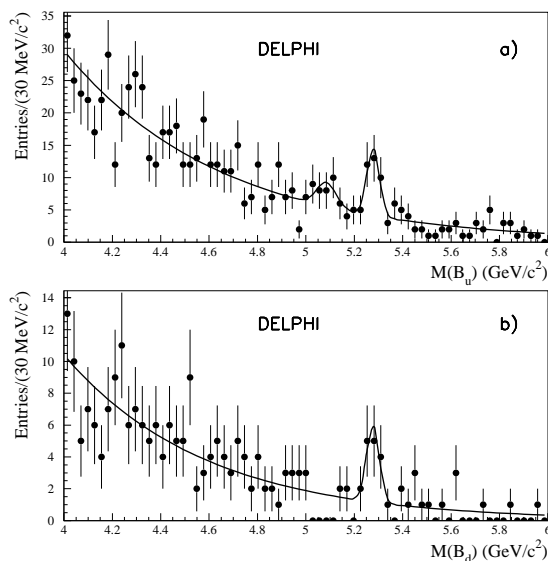 Entries/(30 MeV/c²)
35
30
25
20
15
10
5
0
DELPHI
a)
4 4.2 4.4 4.6 4.8 5 5.2 5.4 5.6 5.8 6
M(B_u) (GeV/c²)
Entries/(30 MeV/c²)
14
12
10
8
6
4
2
0
DELPHI
b)
4 4.2 4.4 4.6 4.8 5 5.2 5.4 5.6 5.8 6
M(B_d) (GeV/c²)